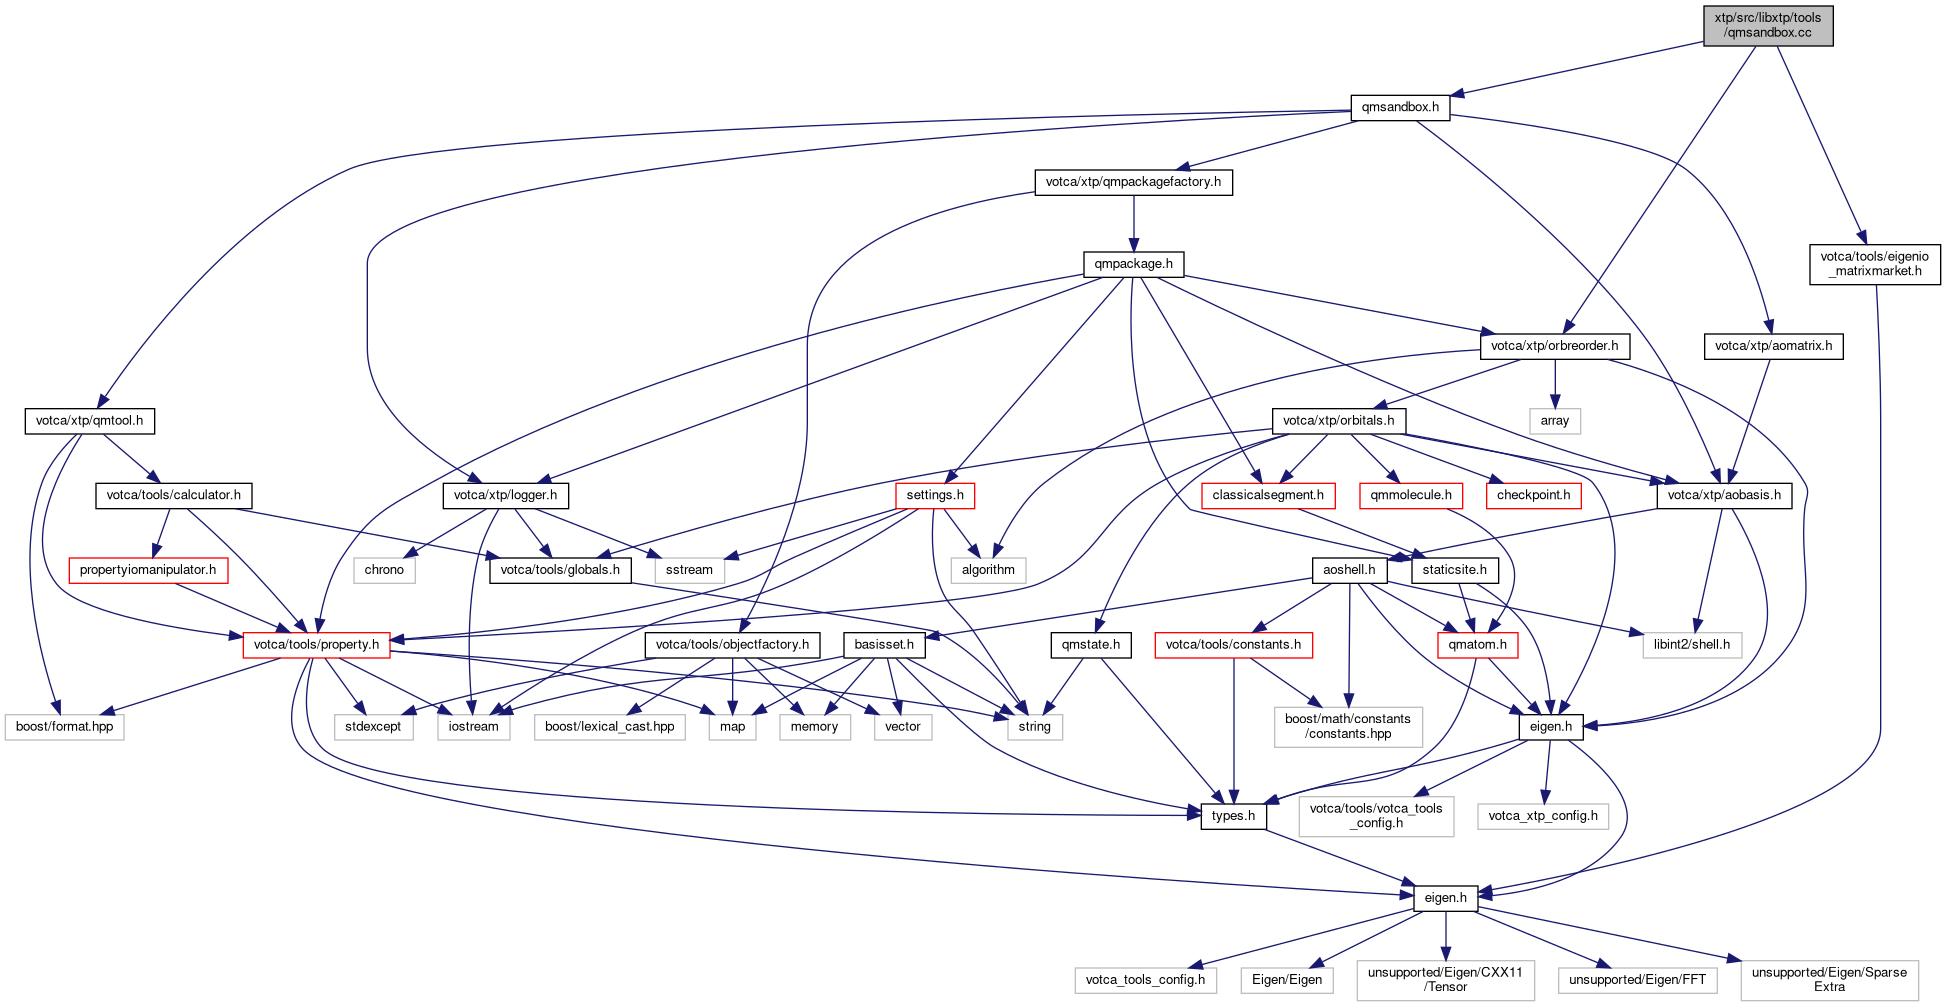 xtp/src/libxtp/tools
/qmsandbox.cc
qmsandbox.h
votca/xtp/qmpackagefactory.h
qmpackage.h
votca/tools/eigenio
_matrixmarket.h
votca/xtp/orbreorder.h
votca/xtp/aomatrix.h
votca/xtp/qmtool.h
votca/xtp/orbitals.h
array
votca/tools/calculator.h
votca/xtp/logger.h
settings.h
classicalsegment.h
qmmolecule.h
checkpoint.h
votca/xtp/aobasis.h
propertyiomanipulator.h
chrono
votca/tools/globals.h
sstream
algorithm
aoshell.h
staticsite.h
votca/tools/property.h
votca/tools/objectfactory.h
basisset.h
qmstate.h
votca/tools/constants.h
qmatom.h
libint2/shell.h
boost/format.hpp
stdexcept
iostream
boost/lexical_cast.hpp
map
memory
vector
string
boost/math/constants
/constants.hpp
eigen.h
types.h
votca/tools/votca_tools
_config.h
votca_xtp_config.h
eigen.h
votca_tools_config.h
Eigen/Eigen
unsupported/Eigen/CXX11
/Tensor
unsupported/Eigen/FFT
unsupported/Eigen/Sparse
Extra